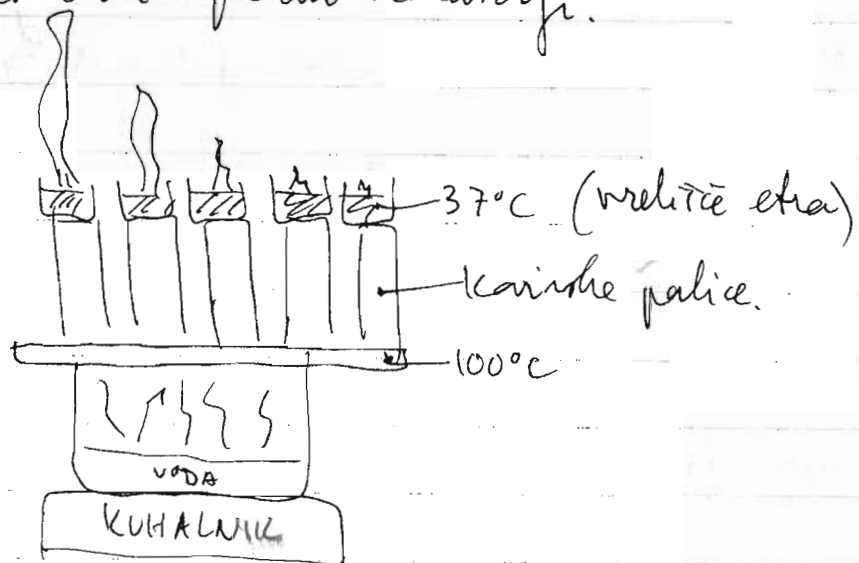 37°C (vrelišče etra)
Kovinske palice.
100°C
VODA
KUHALNIK